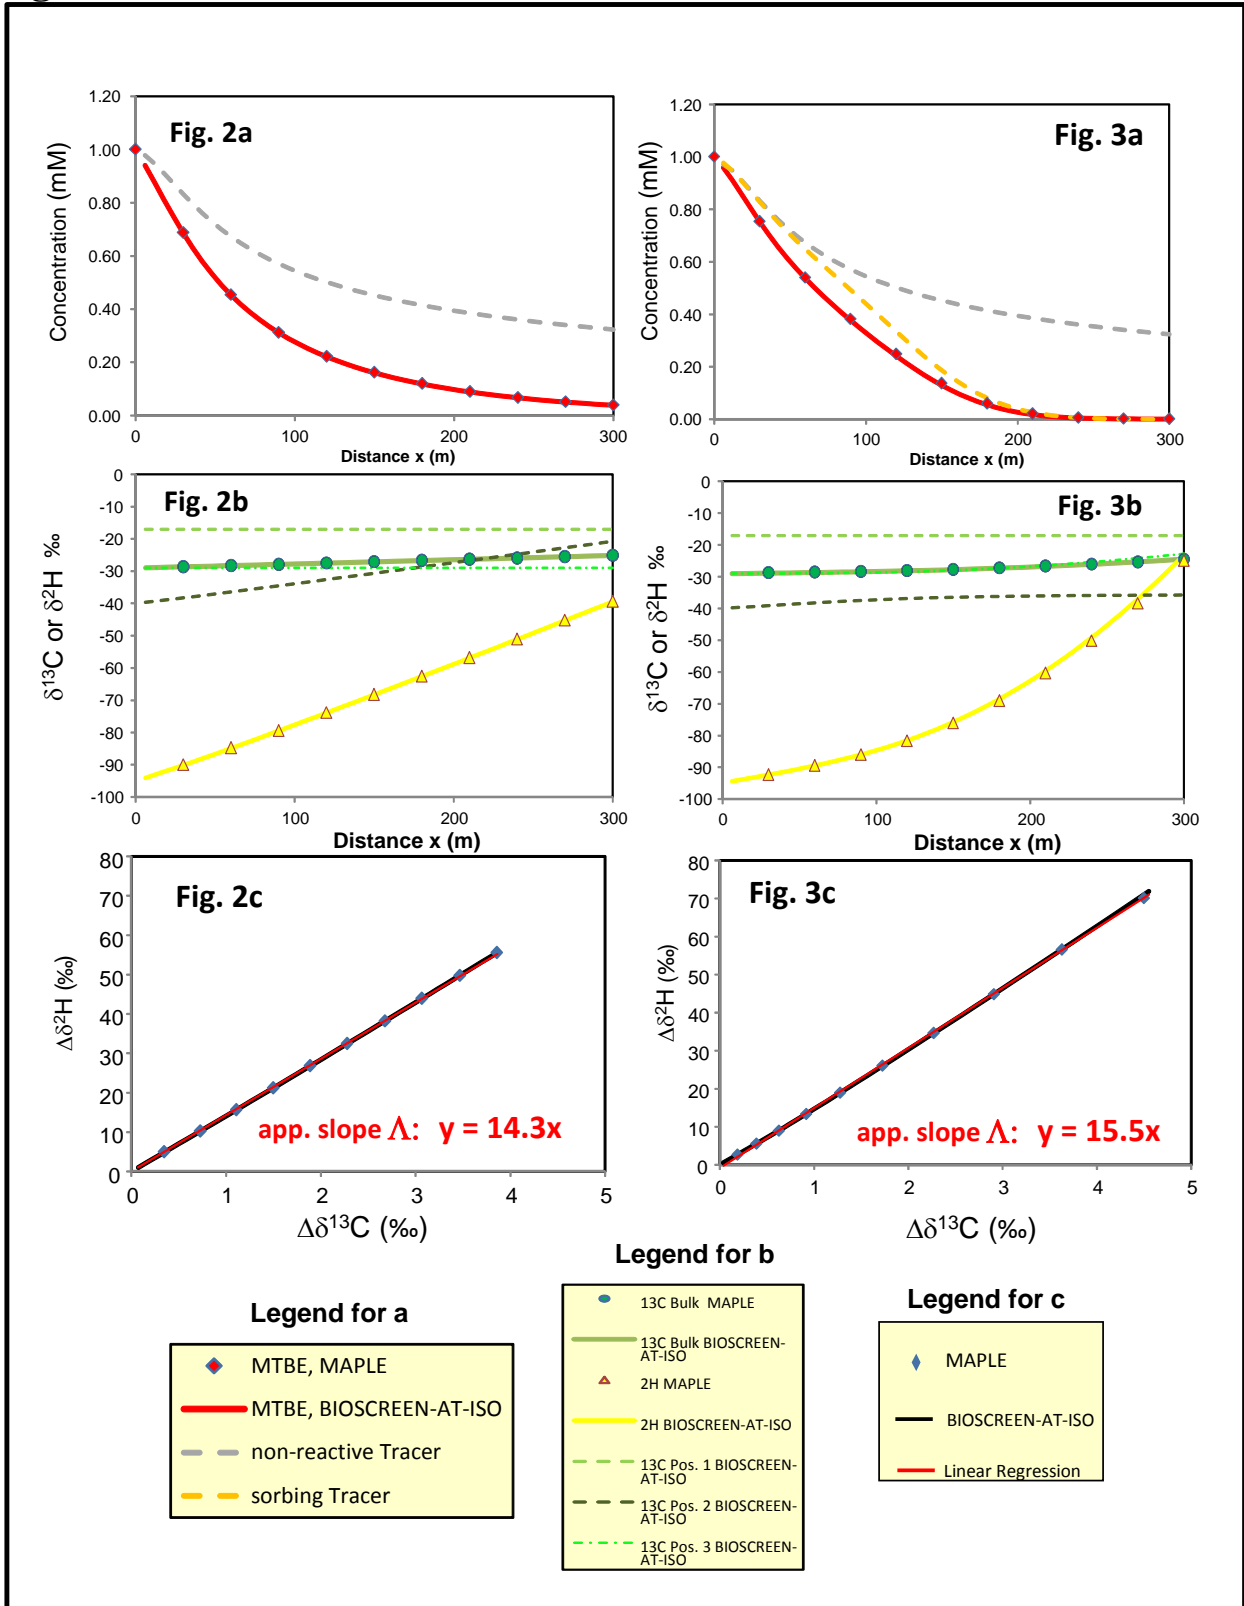 Fig. 2a
Concentration (mM)
1.20
1.00
0.80
0.60
0.40
0.20
0.00
0
100
200
300
Distance x (m)
Fig. 3a
Concentration (mM)
1.20
1.00
0.80
0.60
0.40
0.20
0.00
0
100
200
300
Distance x (m)
Fig. 2b
δ13C or δ2H ‰
0
-10
-20
-30
-40
-50
-60
-70
-80
-90
-100
0
100
200
300
Distance x (m)
Fig. 3b
δ13C or δ2H ‰
0
-10
-20
-30
-40
-50
-60
-70
-80
-90
-100
0
100
200
300
Distance x (m)
Fig. 2c
Δδ2H (‰)
80
70
60
50
40
30
20
10
0
app. slope Λ: y = 14.3x
0
1
2
3
4
5
Δδ13C (‰)
Fig. 3c
Δδ2H (‰)
80
70
60
50
40
30
20
10
0
app. slope Λ: y = 15.5x
0
1
2
3
4
5
Δδ13C (‰)
Legend for a
MTBE, MAPLE
MTBE, BIOSCREEN-AT-ISO
non-reactive Tracer
sorbing Tracer
Legend for b
13C Bulk MAPLE
13C Bulk BIOSCREEN-
AT-ISO
2H MAPLE
2H BIOSCREEN-AT-ISO
13C Pos. 1 BIOSCREEN-
AT-ISO
13C Pos. 2 BIOSCREEN-
AT-ISO
13C Pos. 3 BIOSCREEN-
AT-ISO
Legend for c
MAPLE
BIOSCREEN-AT-ISO
Linear Regression